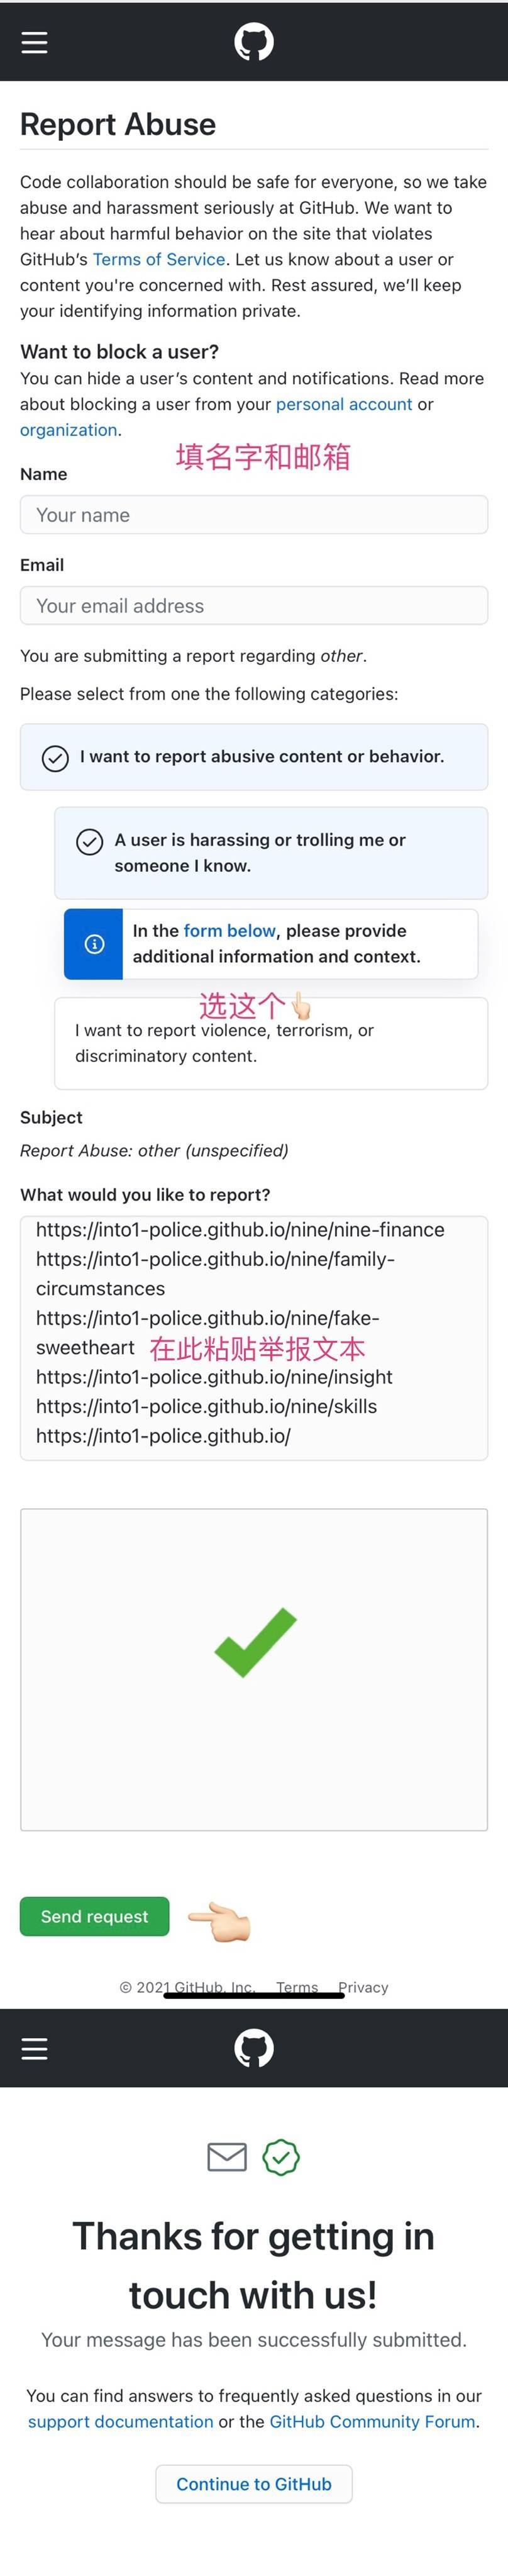 Report Abuse
Code collaboration should be safe for everyone, so we take
abuse and harassment seriously at GitHub. We want to
hear about harmful behavior on the site that violates
GitHub's Terms of Service. Let us know about a user or
content you're concerned with. Rest assured, we'll keep
your identifying information private.
Want to block a user?
You can hide a user's content and notifications. Read more
about blocking a user from your personal account or
organization.
填名字和邮箱
Name
Your name
Email
Your email address
You are submitting a report regarding other.
Please select from one the following categories:
I want to report abusive content or behavior.
A user is harassing or trolling me or
someone I know.
In the form below, please provide
additional information and context.
选这个👆🏻
I want to report violence, terrorism, or
discriminatory content.
Subject
Report Abuse: other (unspecified)
What would you like to report?
https://into1-police.github.io/nine/nine-finance
https://into1-police.github.io/nine/family-
circumstances
https://into1-police.github.io/nine/fake-
sweetheart 在此粘贴举报文本
https://into1-police.github.io/nine/insight
https://into1-police.github.io/nine/skills
https://into1-police.github.io/
Send request
© 2021 GitHub, Inc. Terms Privacy
Thanks for getting in
touch with us!
Your message has been successfully submitted.
You can find answers to frequently asked questions in our
support documentation or the GitHub Community Forum.
Continue to GitHub